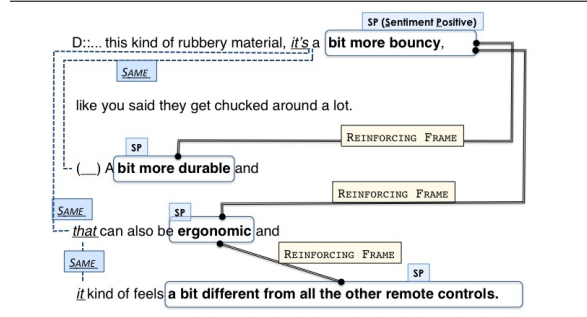 SP (Sentiment Positive)
D::... this kind of rubbery material, it's a bit more bouncy,
SAME
like you said they get chucked around a lot.
REINFORCING FRAME
SP
(__) A bit more durable and
REINFORCING FRAME
SAME
SP
that can also be ergonomic and
REINFORCING FRAME
SAME
SP
it kind of feels a bit different from all the other remote controls.